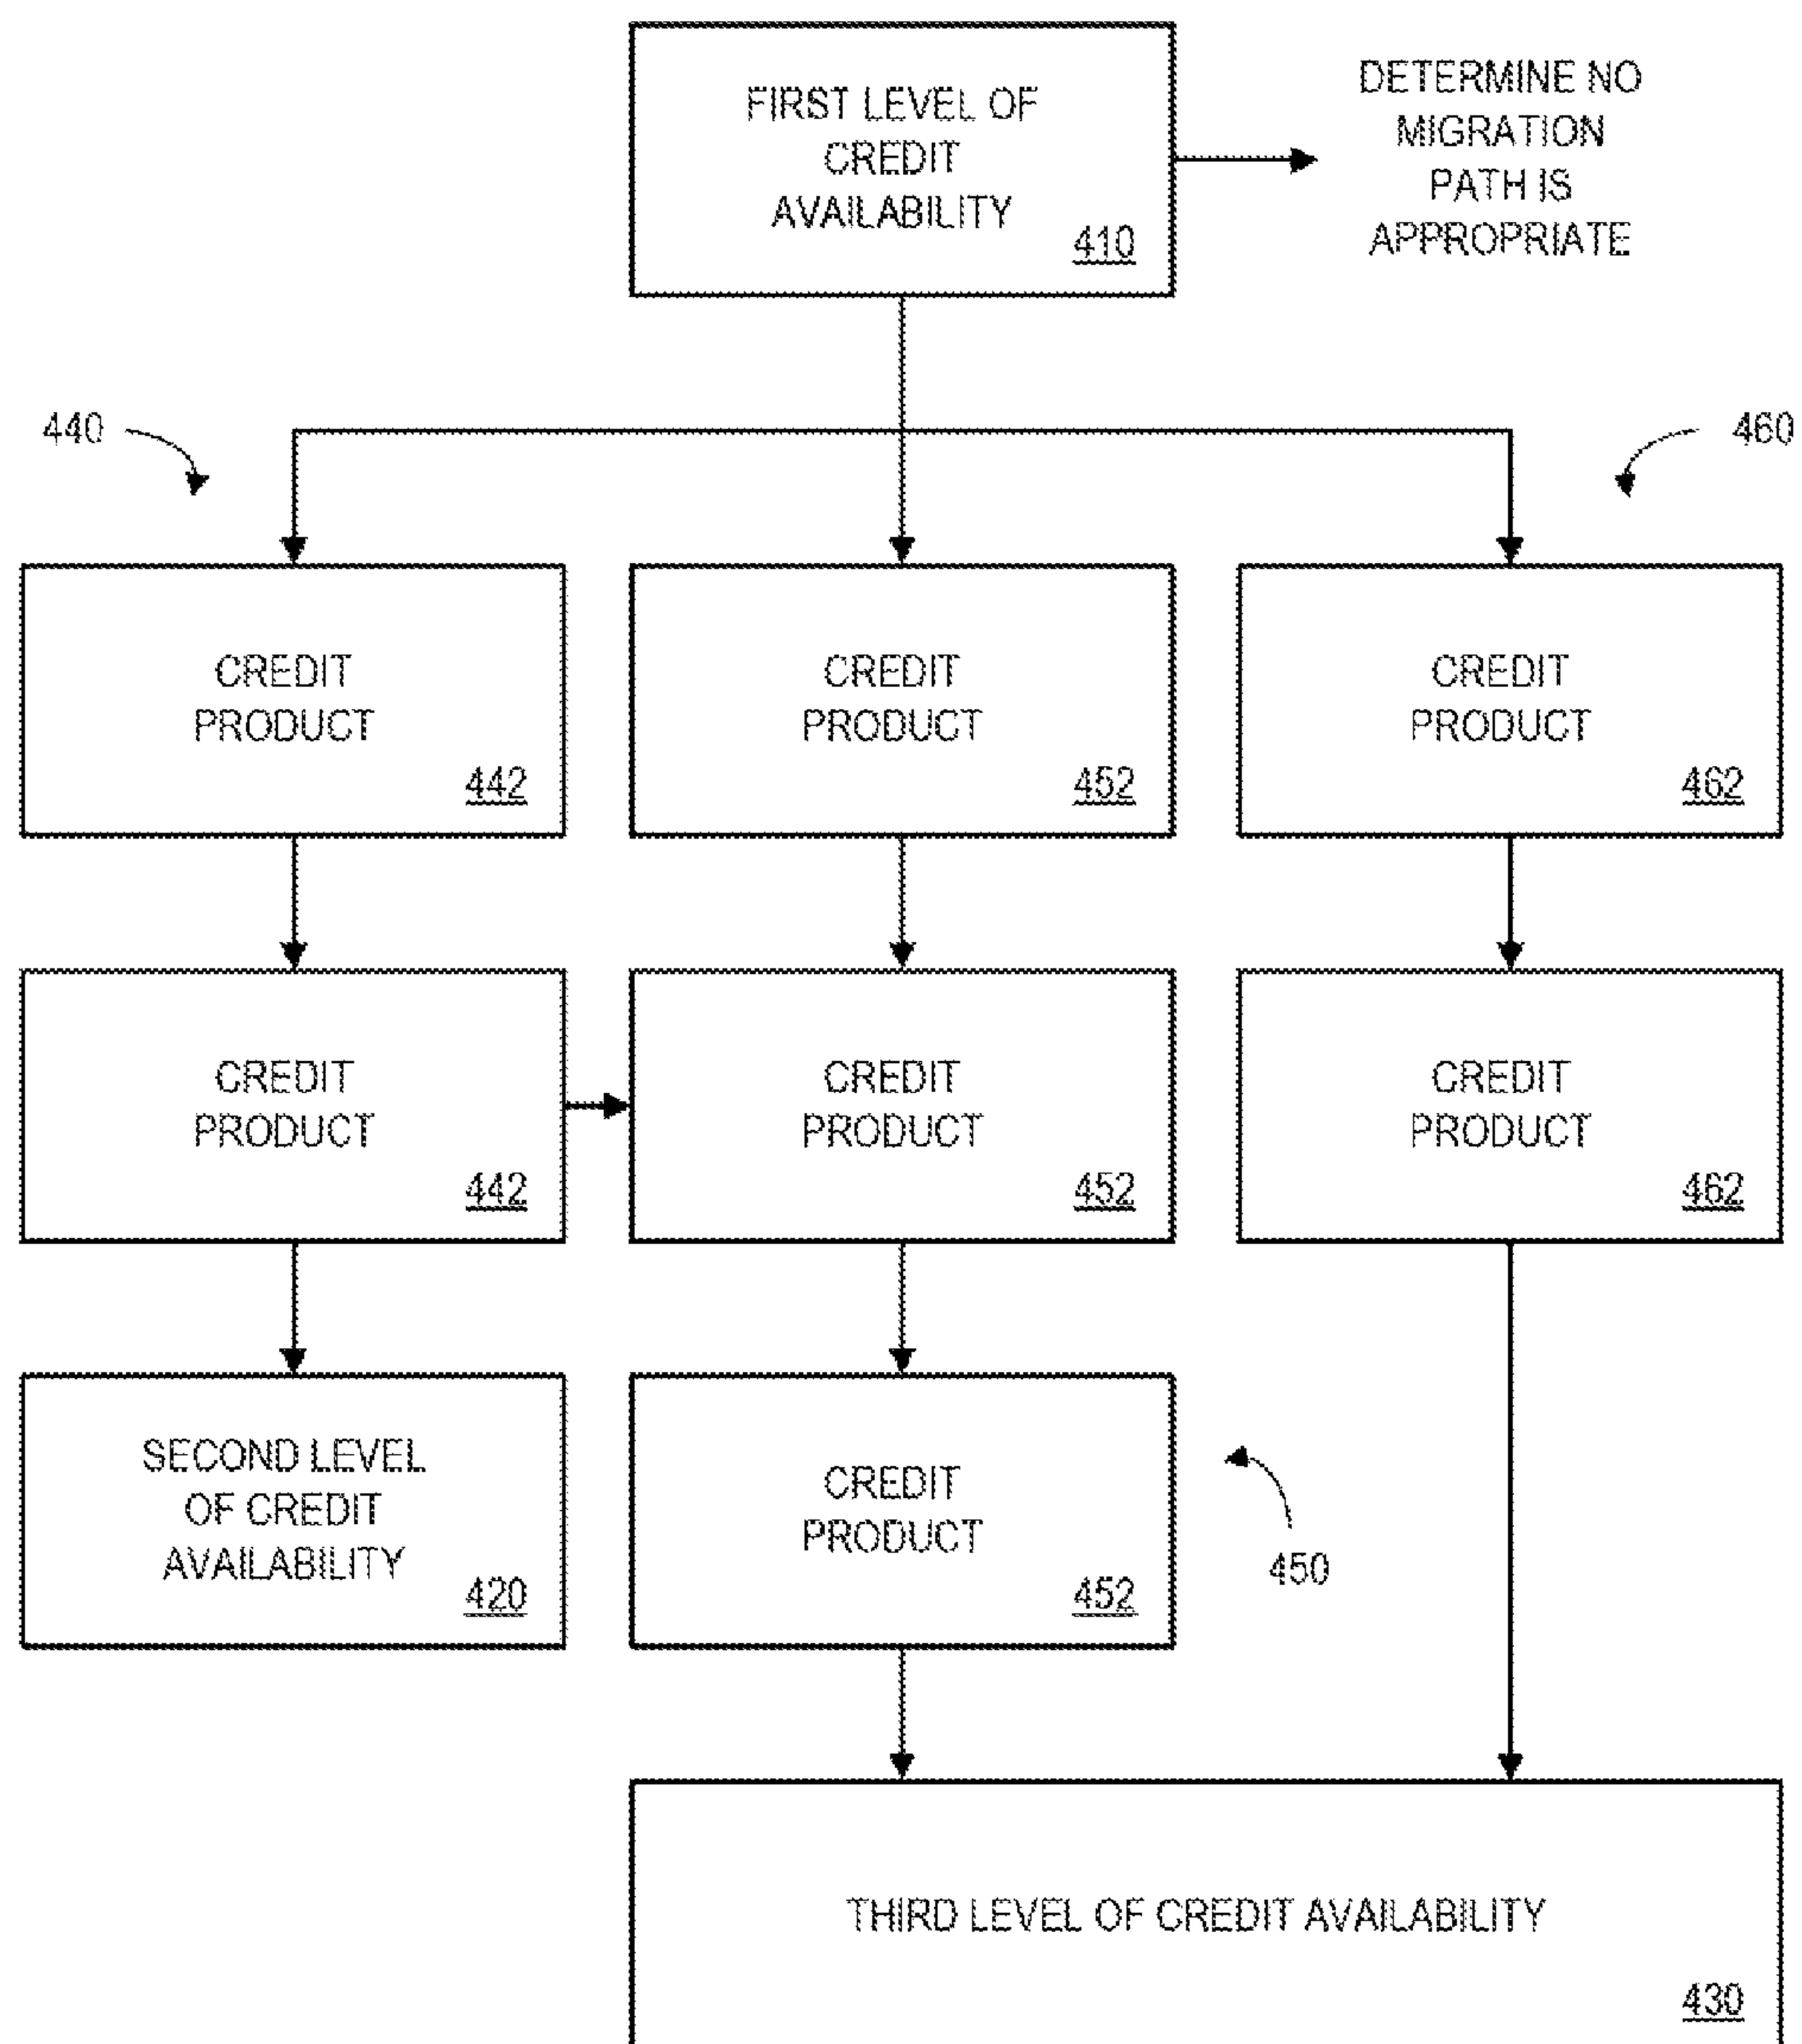 FIRST LEVEL OF
CREDIT
AVAILABILITY
410
DETERMINE NO
MIGRATION
PATH IS
APPROPRIATE
440
460
CREDIT
PRODUCT
442
CREDIT
PRODUCT
452
CREDIT
PRODUCT
462
CREDIT
PRODUCT
442
CREDIT
PRODUCT
452
CREDIT
PRODUCT
462
SECOND LEVEL
OF CREDIT
AVAILABILITY
420
CREDIT
PRODUCT
452
450
THIRD LEVEL OF CREDIT AVAILABILITY
430